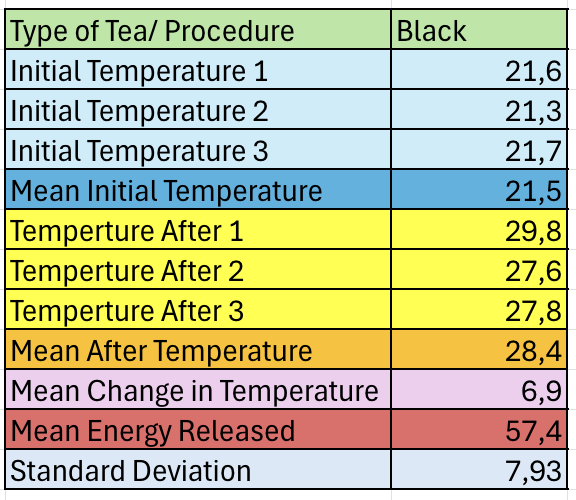 Type of Tea/ Procedure Black
Initial Temperature 1 21,6
Initial Temperature 2 21,3
Initial Temperature 3 21,7
Mean Initial Temperature 21,5
Temperture After 1 29,8
Temperture After 2 27,6
Temperture After 3 27,8
Mean After Temperature 28,4
Mean Change in Temperature 6,9
Mean Energy Released 57,4
Standard Deviation 7,93